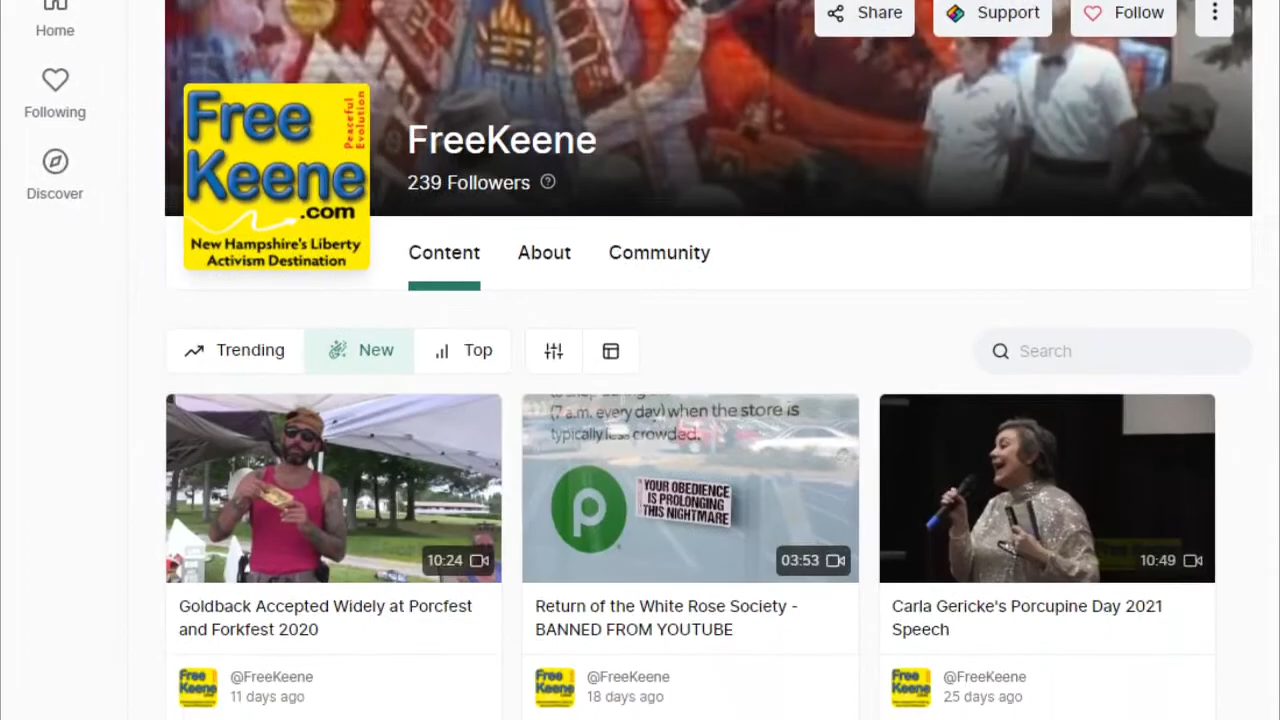 Home
Following
Discover
Share
Support
Follow
Free
Keene
.com
Peaceful
Evolution
New Hampshire's Liberty
Activism Destination
FreeKeene
239 Followers
Content
About
Community
Trending
New
Top
Search
10:24
Goldback Accepted Widely at Porcfest
and Forkfest 2020
@FreeKeene
11 days ago
(7 a.m. every day) when the store is
typically less crowded.
YOUR OBEDIENCE
IS PROLONGING
THIS NIGHTMARE
03:53
Return of the White Rose Society -
BANNED FROM YOUTUBE
@FreeKeene
18 days ago
10:49
Carla Gericke's Porcupine Day 2021
Speech
@FreeKeene
25 days ago